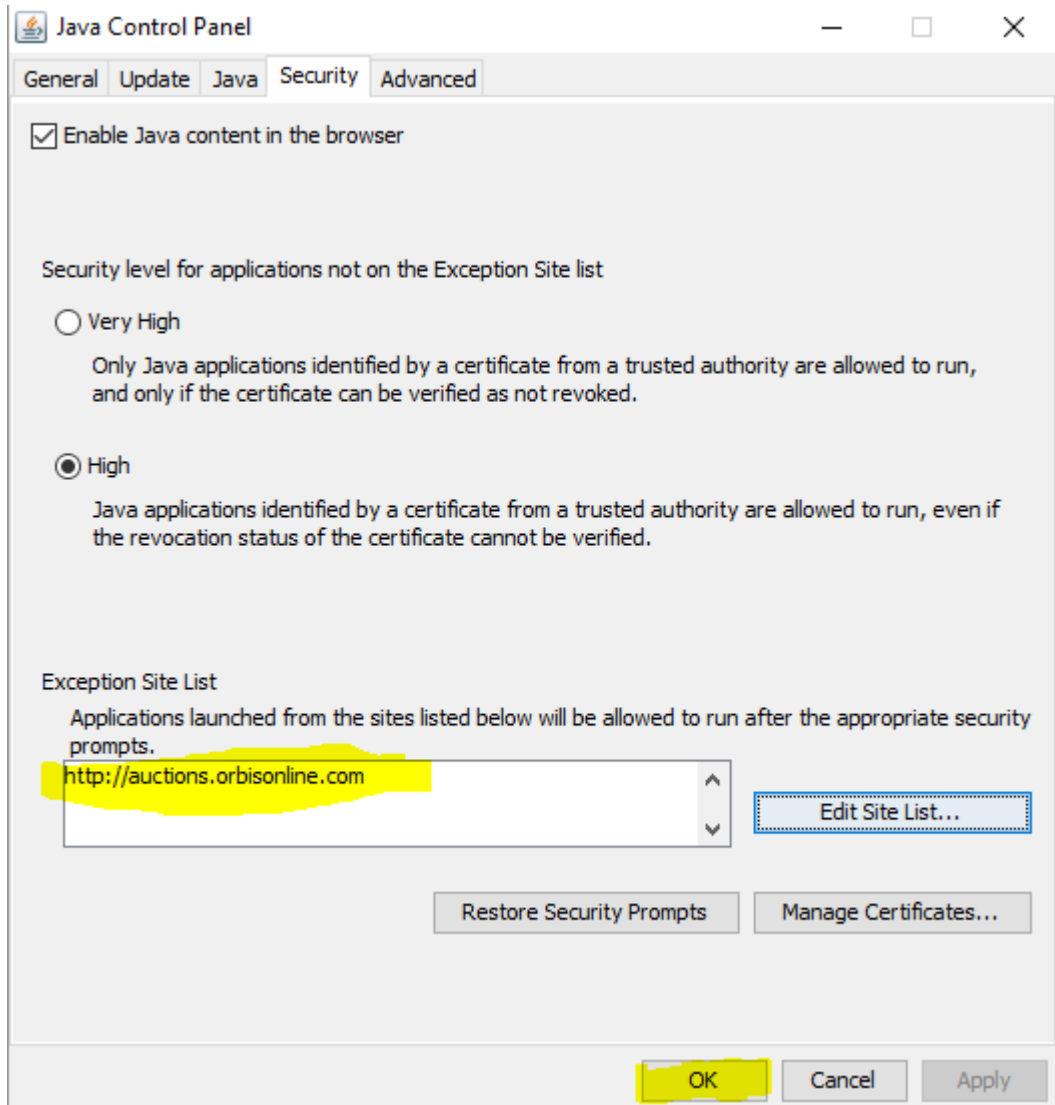 Java Control Panel
General Update Java Security Advanced
Enable Java content in the browser
Security level for applications not on the Exception Site list
Very High
Only Java applications identified by a certificate from a trusted authority are allowed to run,
and only if the certificate can be verified as not revoked.
High
Java applications identified by a certificate from a trusted authority are allowed to run, even if
the revocation status of the certificate cannot be verified.
Exception Site List
Applications launched from the sites listed below will be allowed to run after the appropriate security
prompts.
http://auctions.orbisonline.com
Edit Site List...
Restore Security Prompts Manage Certificates...
OK Cancel Apply